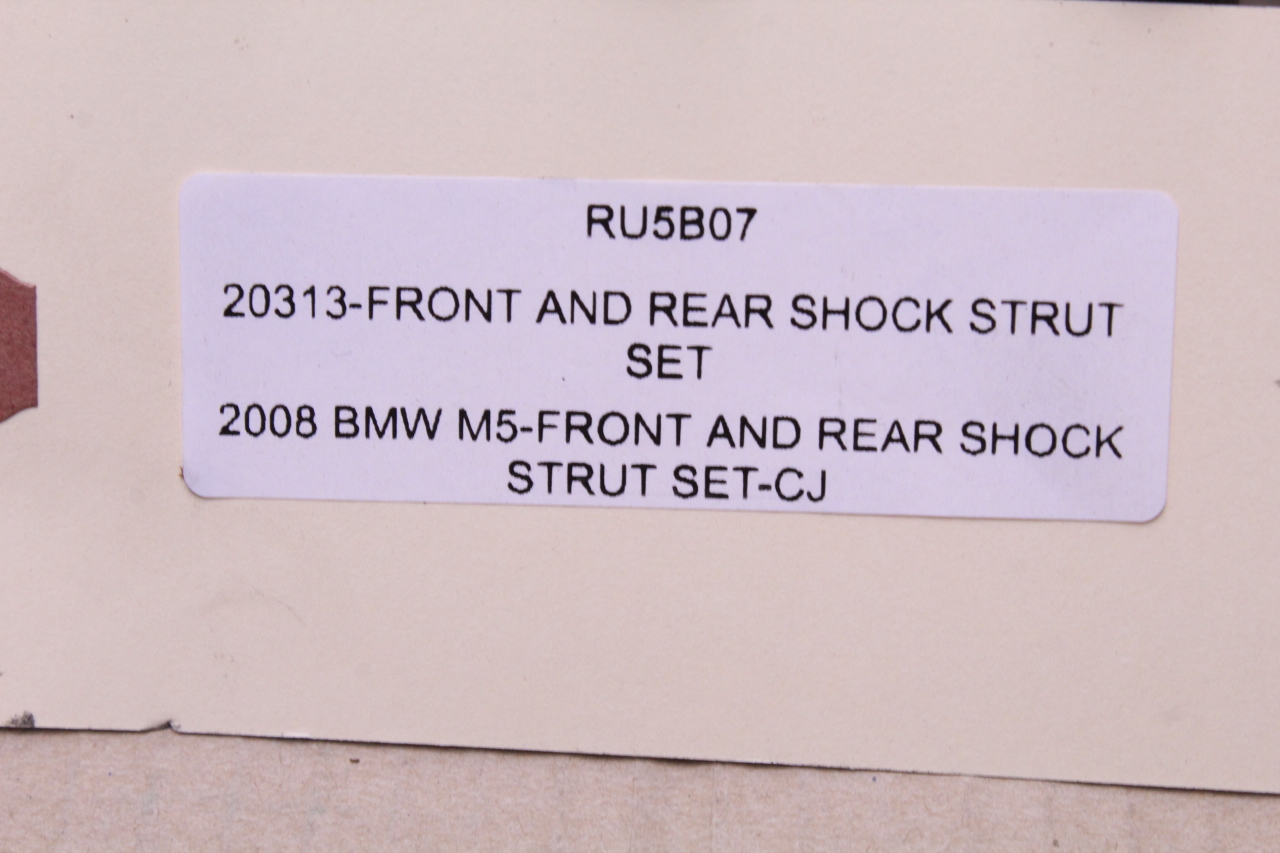 RU5B07
20313-FRONT AND REAR SHOCK STRUT
SET
2008 BMW M5-FRONT AND REAR SHOCK
STRUT SET-CJ